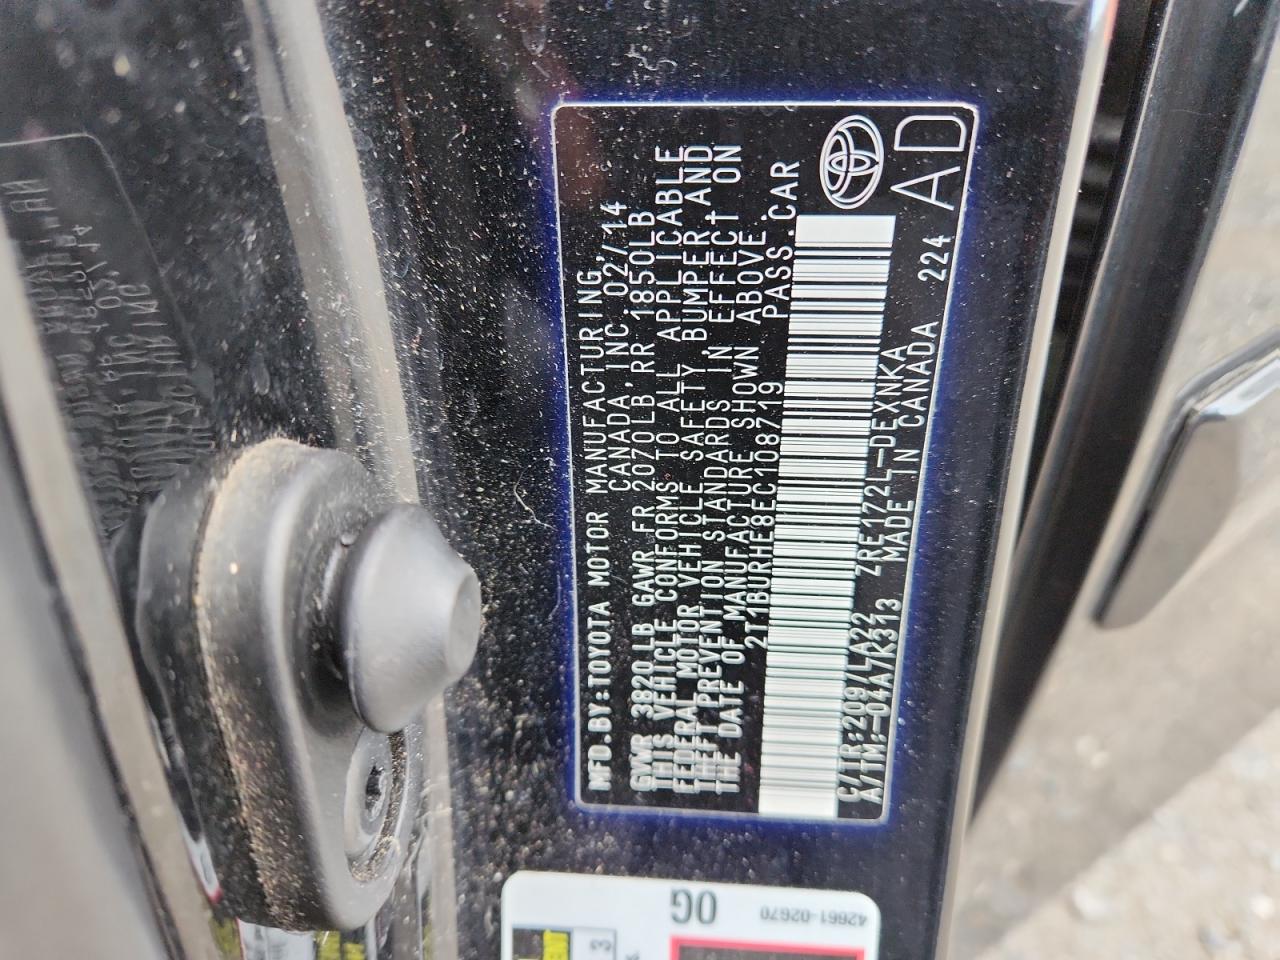 MFD.BY:TOYOTA MOTOR MANUFACTURING,
CANADA,INC. 02/14
GVWR 3820LB GAWR FR 2070LB RR 1850LB
THIS VEHICLE CONFORMS TO ALL APPLICABLE
FEDERAL MOTOR VEHICLE SAFETY, BUMPER, AND
THEFT PREVENTION STANDARDS IN EFFECT ON
THE DATE OF MANUFACTURE SHOWN ABOVE.
2T1BURHE8EC108719 PASS.CAR
C/TR:209/LA22 ZRE172L-DEXNKA
A/TM:-04A/K313 MADE IN CANADA 224
AD
OG
42661-02G70
3